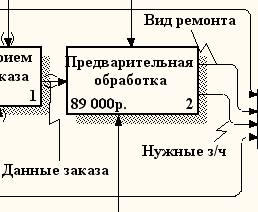 Вид ремонта
рием
каза
1
Предварительная
обработка
89 000р.
2
Нужные з/ч
Данные заказа